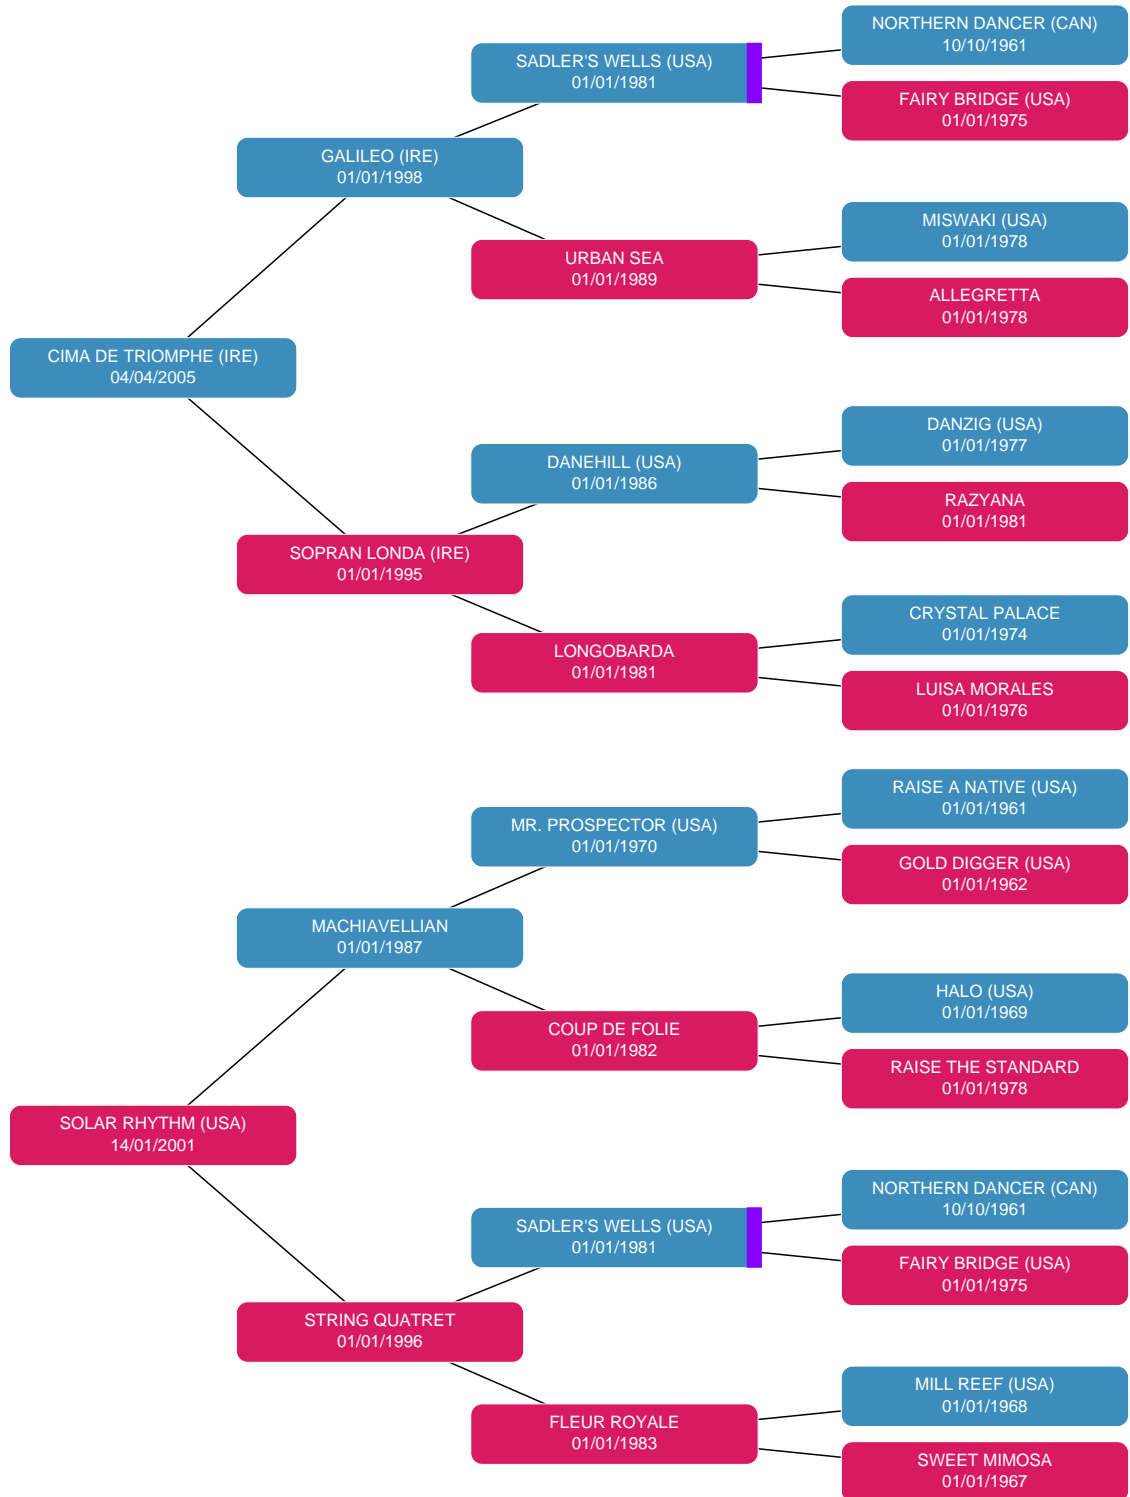 NORTHERN DANCER (CAN)
10/10/1961
SADLER'S WELLS (USA)
01/01/1981
FAIRY BRIDGE (USA)
01/01/1975
GALILEO (IRE)
01/01/1998
MISWAKI (USA)
01/01/1978
URBAN SEA
01/01/1989
ALLEGRETTA
01/01/1978
CIMA DE TRIOMPHE (IRE)
04/04/2005
DANZIG (USA)
01/01/1977
DANEHILL (USA)
01/01/1986
RAZYANA
01/01/1981
SOPRAN LONDA (IRE)
01/01/1995
CRYSTAL PALACE
01/01/1974
LONGOBARDA
01/01/1981
LUISA MORALES
01/01/1976
RAISE A NATIVE (USA)
01/01/1961
MR. PROSPECTOR (USA)
01/01/1970
GOLD DIGGER (USA)
01/01/1962
MACHIAVELLIAN
01/01/1987
HALO (USA)
01/01/1969
COUP DE FOLIE
01/01/1982
RAISE THE STANDARD
01/01/1978
SOLAR RHYTHM (USA)
14/01/2001
NORTHERN DANCER (CAN)
10/10/1961
SADLER'S WELLS (USA)
01/01/1981
FAIRY BRIDGE (USA)
01/01/1975
STRING QUATRET
01/01/1996
MILL REEF (USA)
01/01/1968
FLEUR ROYALE
01/01/1983
SWEET MIMOSA
01/01/1967